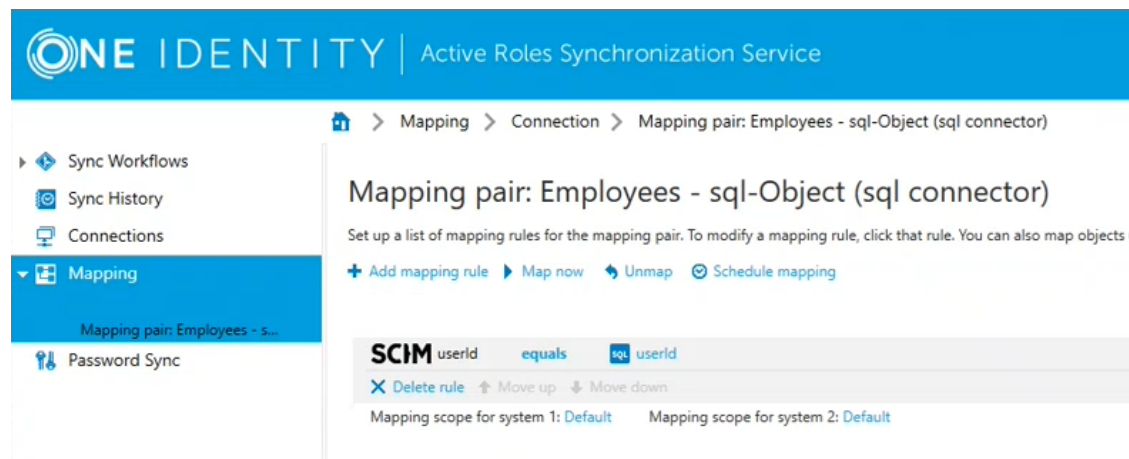 ONE IDENTITY | Active Roles Synchronization Service
> Mapping > Connection > Mapping pair: Employees - sql-Object (sql connector)
Sync Workflows
Sync History
Connections
Mapping
Mapping pair: Employees - s...
Password Sync
Mapping pair: Employees - sql-Object (sql connector)
Set up a list of mapping rules for the mapping pair. To modify a mapping rule, click that rule. You can also map objects
Add mapping rule Map now Unmap Schedule mapping
SCIM userId equals SQL userId
Delete rule Move up Move down
Mapping scope for system 1: Default Mapping scope for system 2: Default